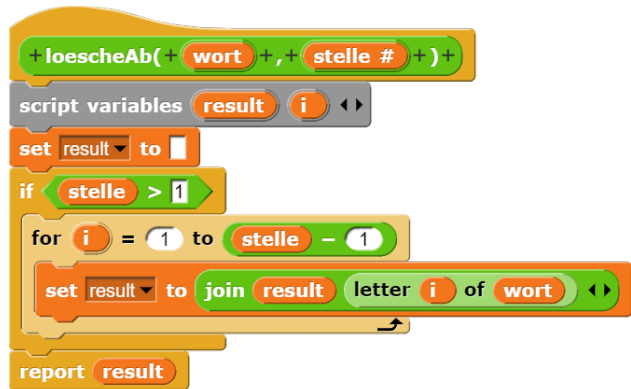 +loescheAb(+ wort +,+ stelle # +)+
script variables result i
set result to
if stelle > 1
for i = 1 to stelle − 1
set result to join result letter i of wort
report result